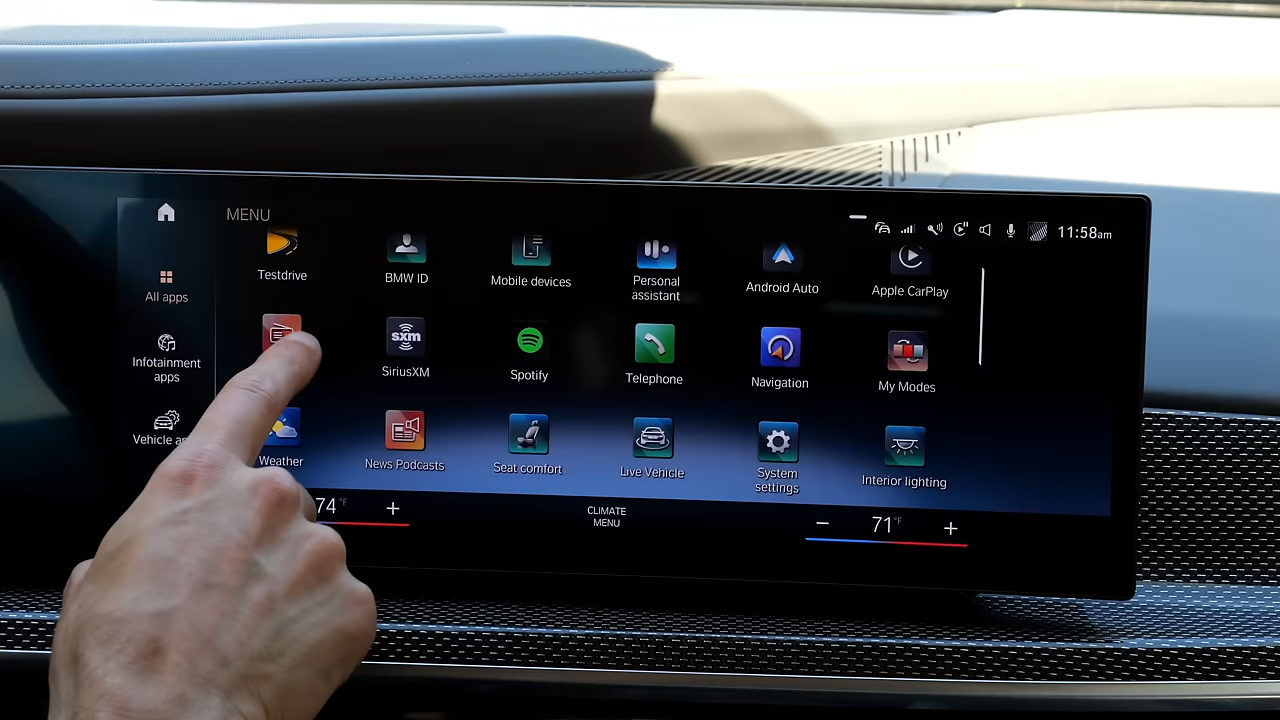 MENU
11:58am
All apps
Infotainment
apps
Vehicle
Testdrive
BMW ID
Mobile devices
Personal
assistant
Android Auto
Apple CarPlay
sxm
SiriusXM
Spotify
Telephone
Navigation
My Modes
Weather
News Podcasts
Seat comfort
Live Vehicle
System
settings
Interior lighting
74°F +
CLIMATE
MENU
− 71°F +